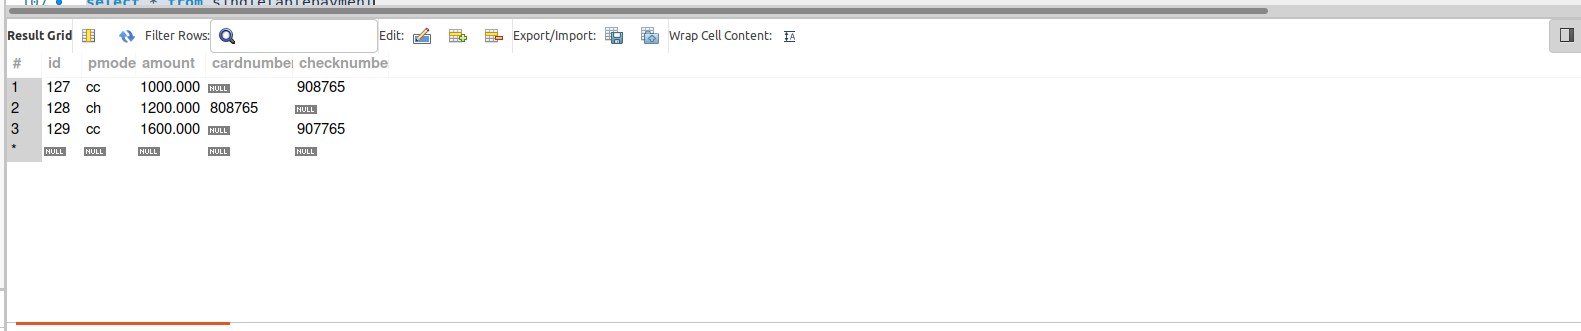 107 select * from singleTablepayment
Result Grid Filter Rows: Edit: Export/Import: Wrap Cell Content: IA
# id pmode amount cardnumber checknumbe
1 127 cc 1000.000 NULL 908765
2 128 ch 1200.000 808765 NULL
3 129 cc 1600.000 NULL 907765
* NULL NULL NULL NULL NULL